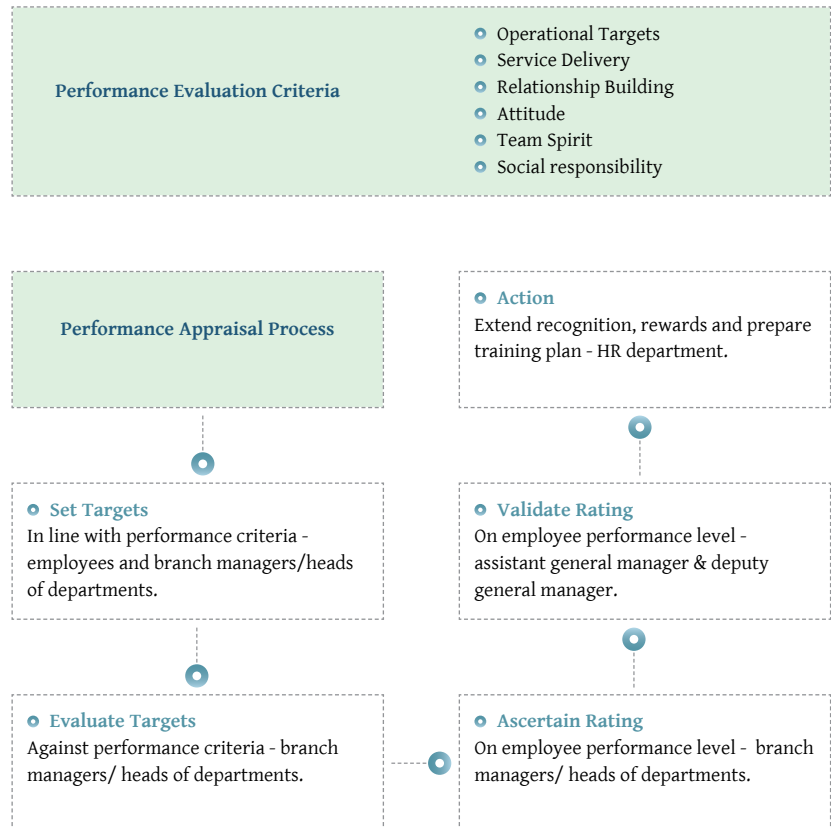 Performance Evaluation Criteria
Operational Targets
Service Delivery
Relationship Building
Attitude
Team Spirit
Social responsibility
Performance Appraisal Process
Set Targets
In line with performance criteria -
employees and branch managers/heads
of departments.
Evaluate Targets
Against performance criteria - branch
managers/ heads of departments.
Ascertain Rating
On employee performance level -  branch
managers/ heads of departments.
Validate Rating
On employee performance level -
assistant general manager & deputy
general manager.
Action
Extend recognition, rewards and prepare
training plan - HR department.